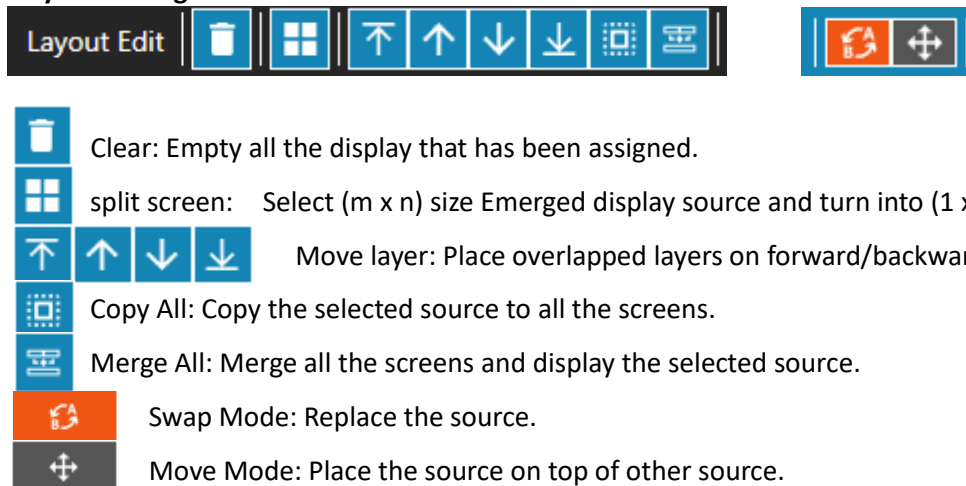 Layout Edit
Clear: Empty all the display that has been assigned.
split screen: Select (m x n) size Emerged display source and turn into (1 x
Move layer: Place overlapped layers on forward/backwar
Copy All: Copy the selected source to all the screens.
Merge All: Merge all the screens and display the selected source.
Swap Mode: Replace the source.
Move Mode: Place the source on top of other source.